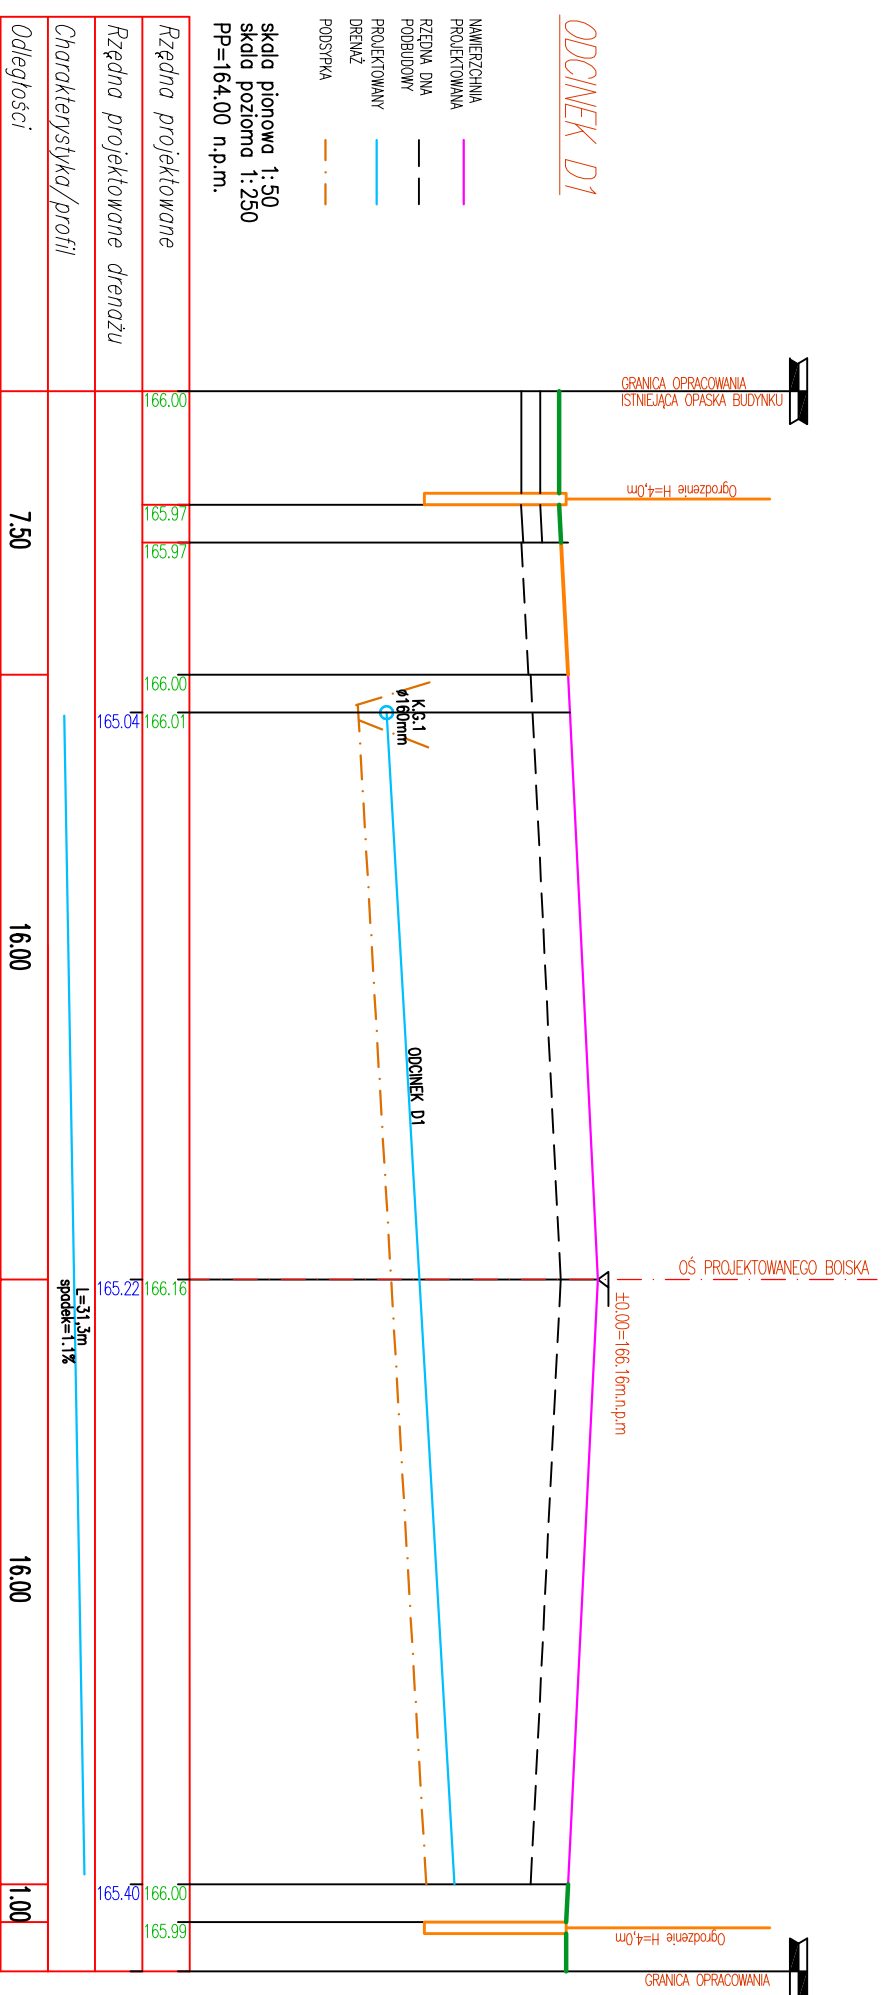 ODCINEK D1
NAWIERZCHNIA
PROJEKTOWANA
RZĘDNA DNA
PODBUDOWY
PROJEKTOWANY
DRENAŻ
PODSYPKA
skala pionowa 1:50
skala pozioma 1:250
PP=164.00 n.p.m.
GRANICA OPRACOWANIA
ISTNIEJĄCA OPASKA BUDYNKU
Ogrodzenie H=4,0m
K.G.1
ø160mm
ODCINEK D1
OŚ PROJEKTOWANEGO BOISKA
±0.00=166.16m.n.p.m
Ogrodzenie H=4,0m
GRANICA OPRACOWANIA
Rzędna projektowane
166.00
165.97
165.97
166.00
166.01
166.16
166.00
165.99
Rzędna projektowane drenażu
165.04
165.22
165.40
Charakterystyka/profil
L=31,3m
spadek=1.1%
Odległości
7.50
16.00
16.00
1.00